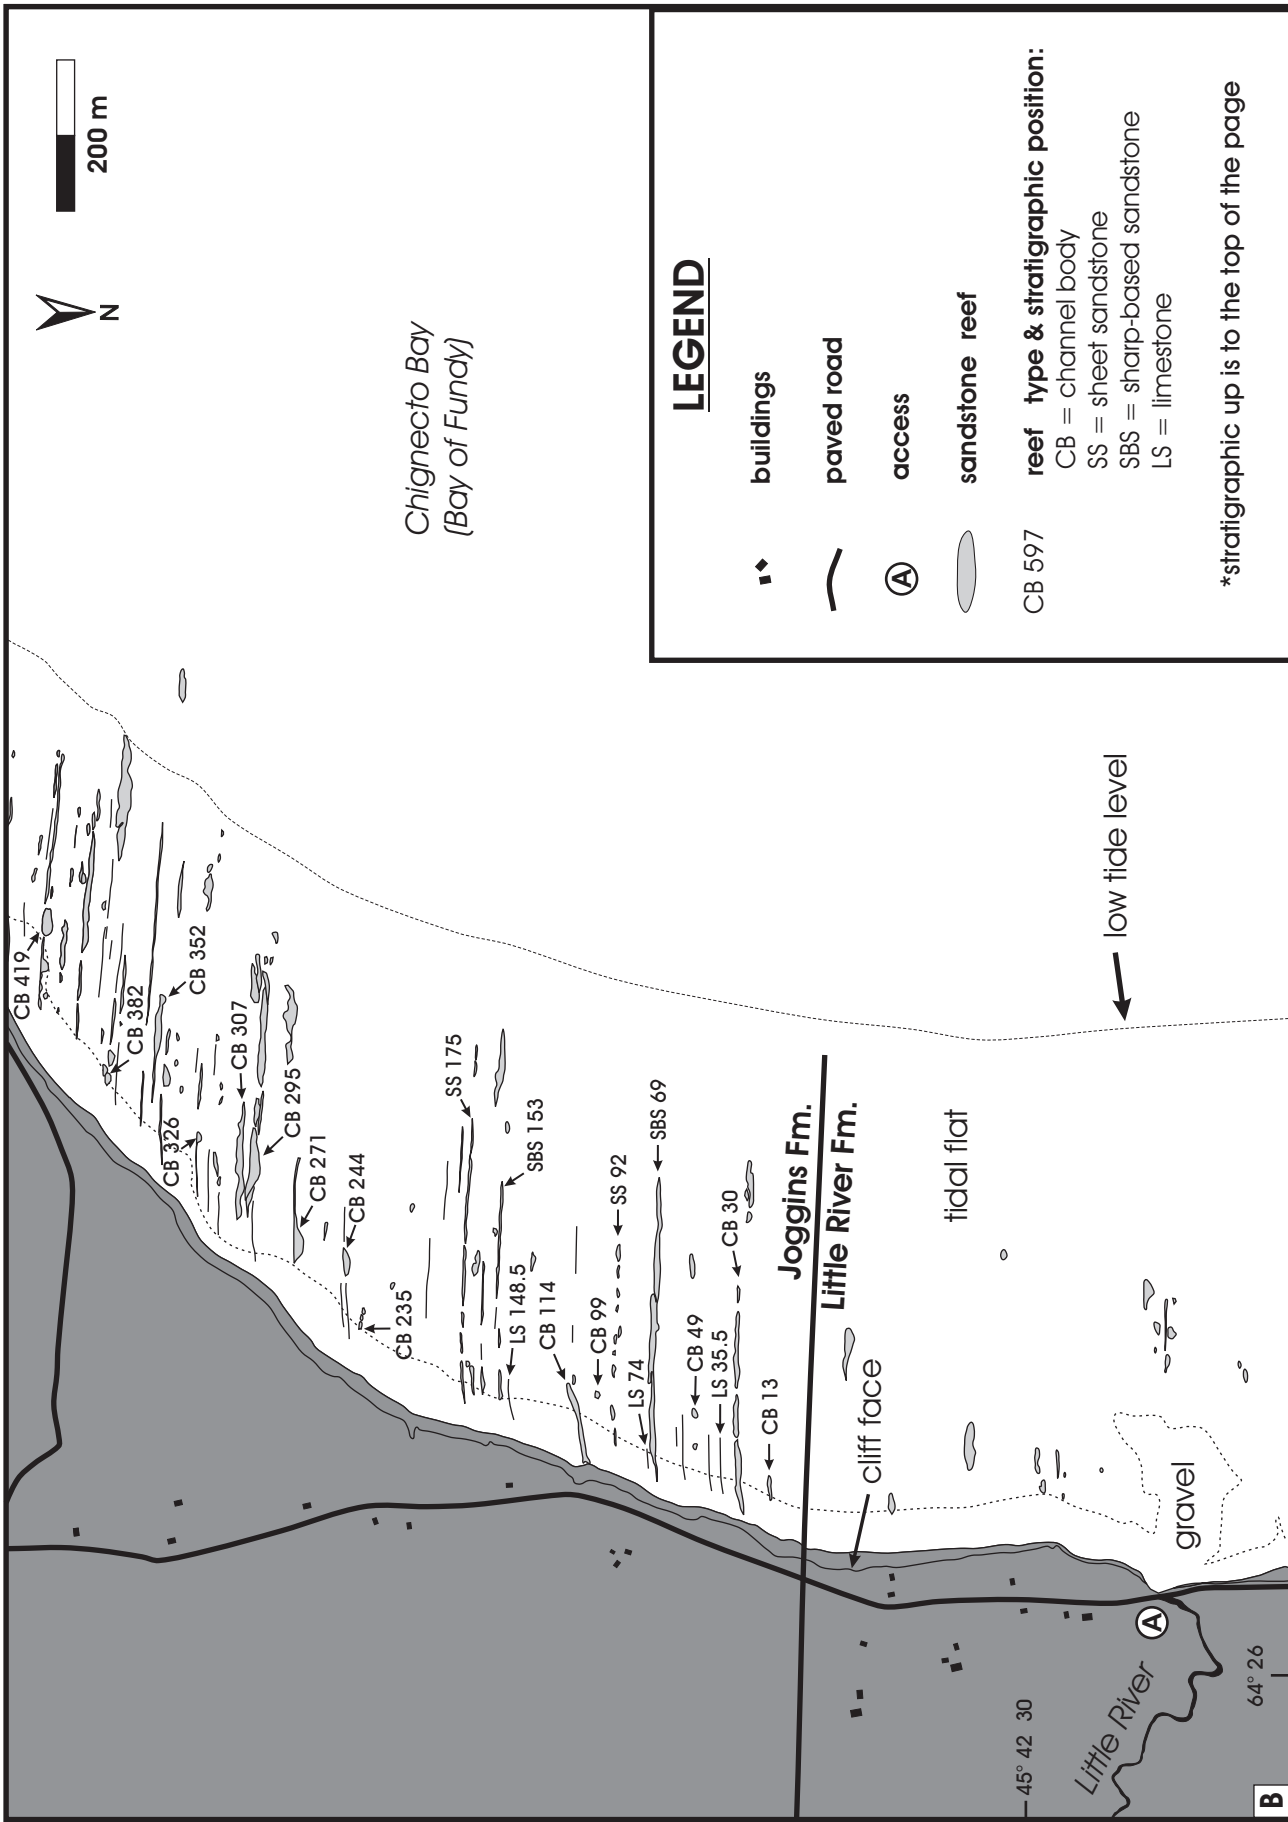 200 m
N
Chignecto Bay
(Bay of Fundy)
CB 419
CB 382
CB 352
CB 326
CB 307
CB 295
CB 271
CB 244
CB 235
SS 175
SBS 153
LS 148.5
CB 114
CB 99
SS 92
LS 74
SBS 69
CB 49
LS 35.5
CB 30
CB 13
Joggins Fm.
Little River Fm.
cliff face
tidal flat
low tide level
gravel
A
Little River
45° 42 30
64° 26
B
LEGEND
buildings
paved road
A
access
sandstone reef
CB 597
reef type & stratigraphic position:
CB = channel body
SS = sheet sandstone
SBS = sharp-based sandstone
LS = limestone
*stratigraphic up is to the top of the page